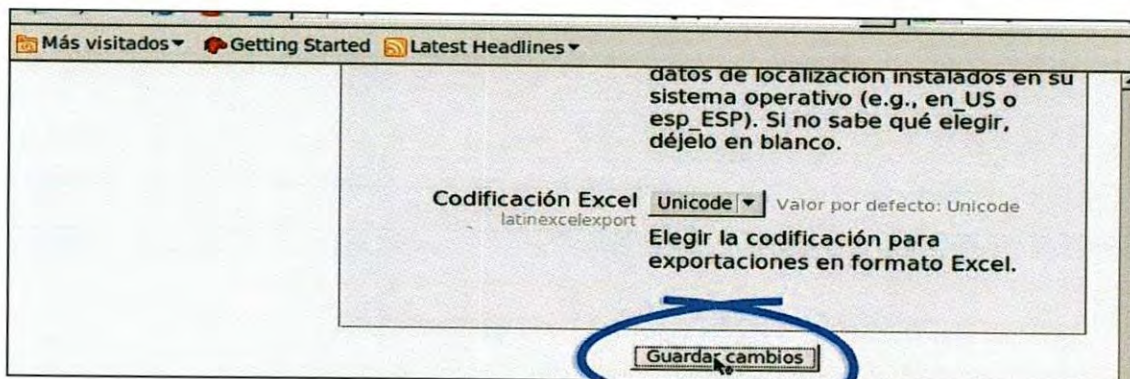 Más visitados Getting Started Latest Headlines
datos de localización instalados en su
sistema operativo (e.g., en_US o
esp_ESP). Si no sabe qué elegir,
déjelo en blanco.
Codificación Excel Unicode Valor por defecto: Unicode
latinexcelexport
Elegir la codificación para
exportaciones en formato Excel.
Guardar cambios